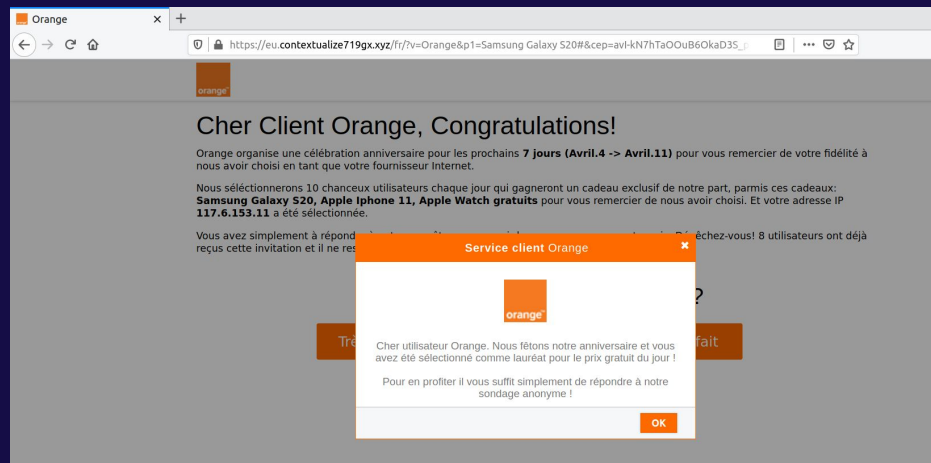 Orange
https://eu.contextualize719gx.xyz/fr/?v=Orange&p1=Samsung Galaxy S20#&cep=avI-kN7hTaOOuB6OkaD3S_p
orange
Cher Client Orange, Congratulations!
Orange organise une célébration anniversaire pour les prochains 7 jours (Avril.4 -> Avril.11) pour vous remercier de votre fidélité à
nous avoir choisi en tant que votre fournisseur Internet.
Nous séléctionnerons 10 chanceux utilisateurs chaque jour qui gagneront un cadeau exclusif de notre part, parmis ces cadeaux:
Samsung Galaxy S20, Apple Iphone 11, Apple Watch gratuits pour vous remercier de nous avoir choisi. Et votre adresse IP
117.6.153.11 a été sélectionnée.
Vous avez simplement à répond échez-vous! 8 utilisateurs ont déjà
reçus cette invitation et il ne res
Service client Orange
orange
?
Trè fait
Cher utilisateur Orange. Nous fêtons notre anniversaire et vous
avez été sélectionné comme lauréat pour le prix gratuit du jour !
Pour en profiter il vous suffit simplement de répondre à notre
sondage anonyme !
OK